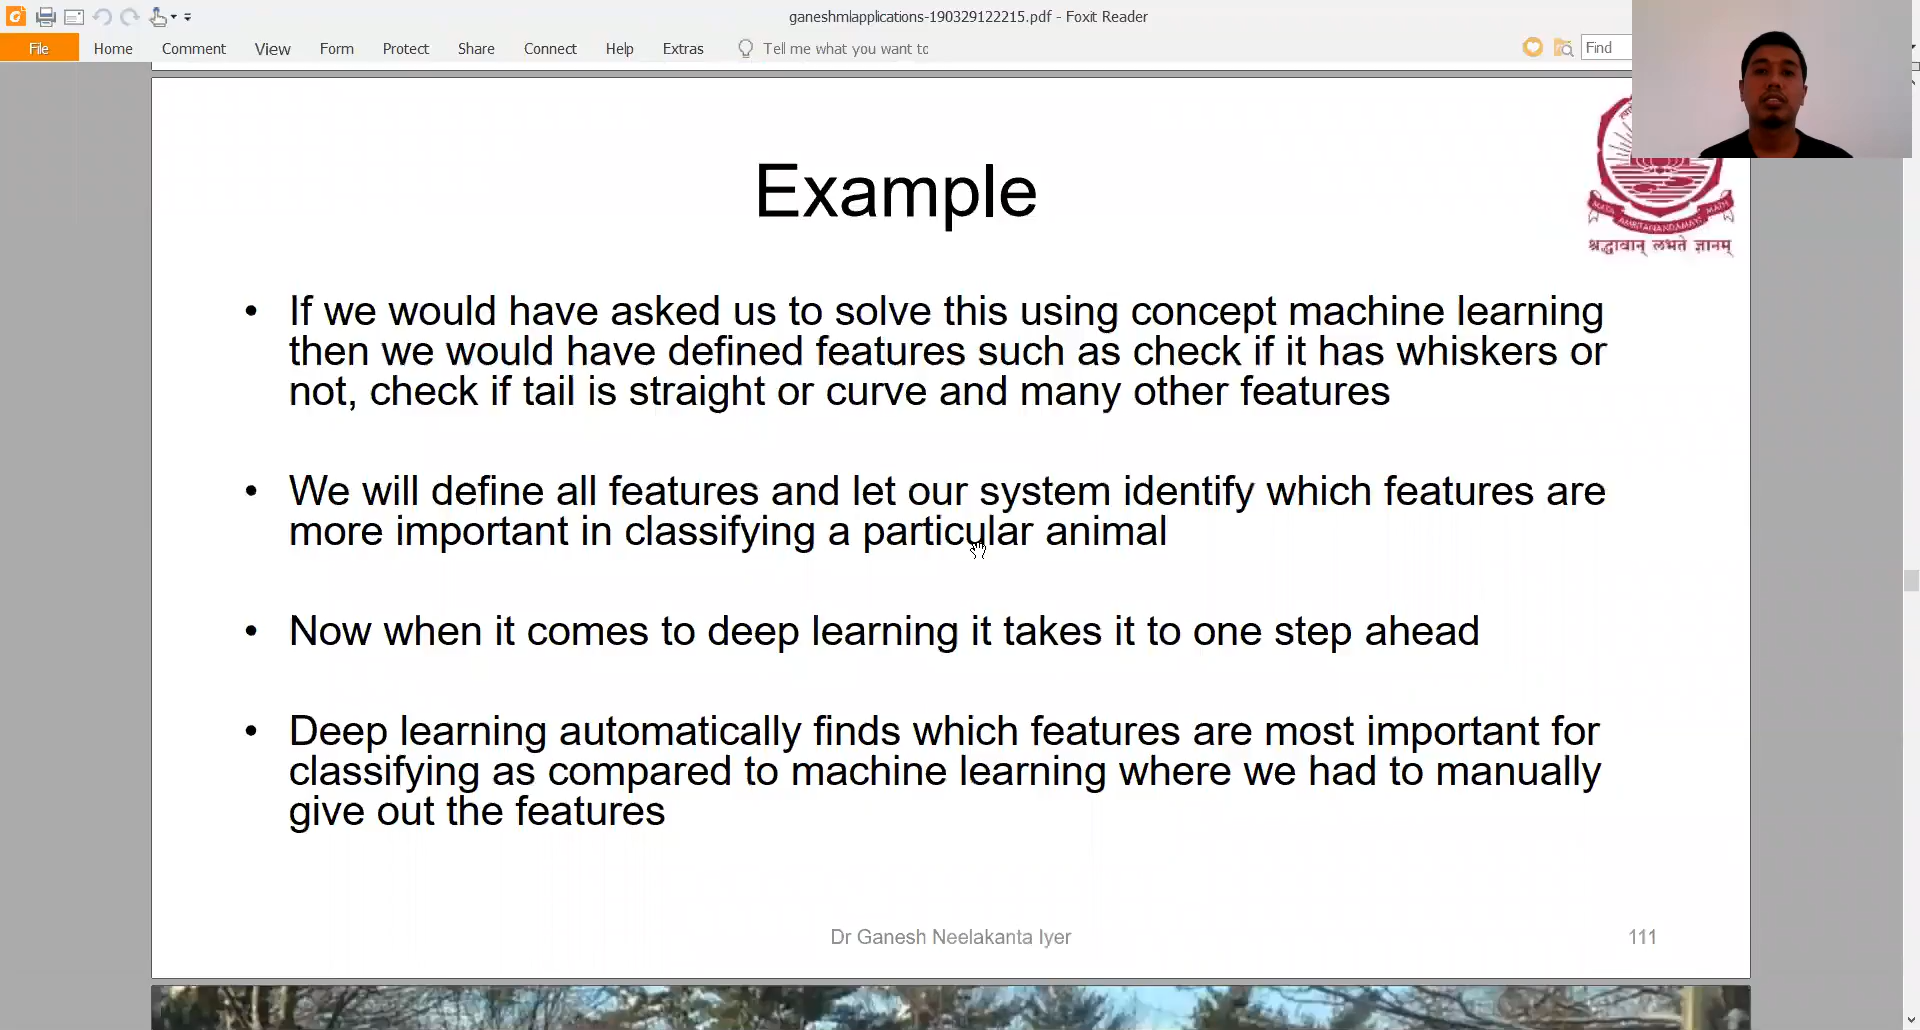 ganeshmlapplications-190329122215.pdf - Foxit Reader
File Home Comment View Form Protect Share Connect Help Extras Tell me what you want to Find
Example
• If we would have asked us to solve this using concept machine learning
then we would have defined features such as check if it has whiskers or
not, check if tail is straight or curve and many other features
• We will define all features and let our system identify which features are
more important in classifying a particular animal
• Now when it comes to deep learning it takes it to one step ahead
• Deep learning automatically finds which features are most important for
classifying as compared to machine learning where we had to manually
give out the features
MATA AMRITANANDAMAYI MATH
श्रद्धावान् लभते ज्ञानम्
Dr Ganesh Neelakanta Iyer
111